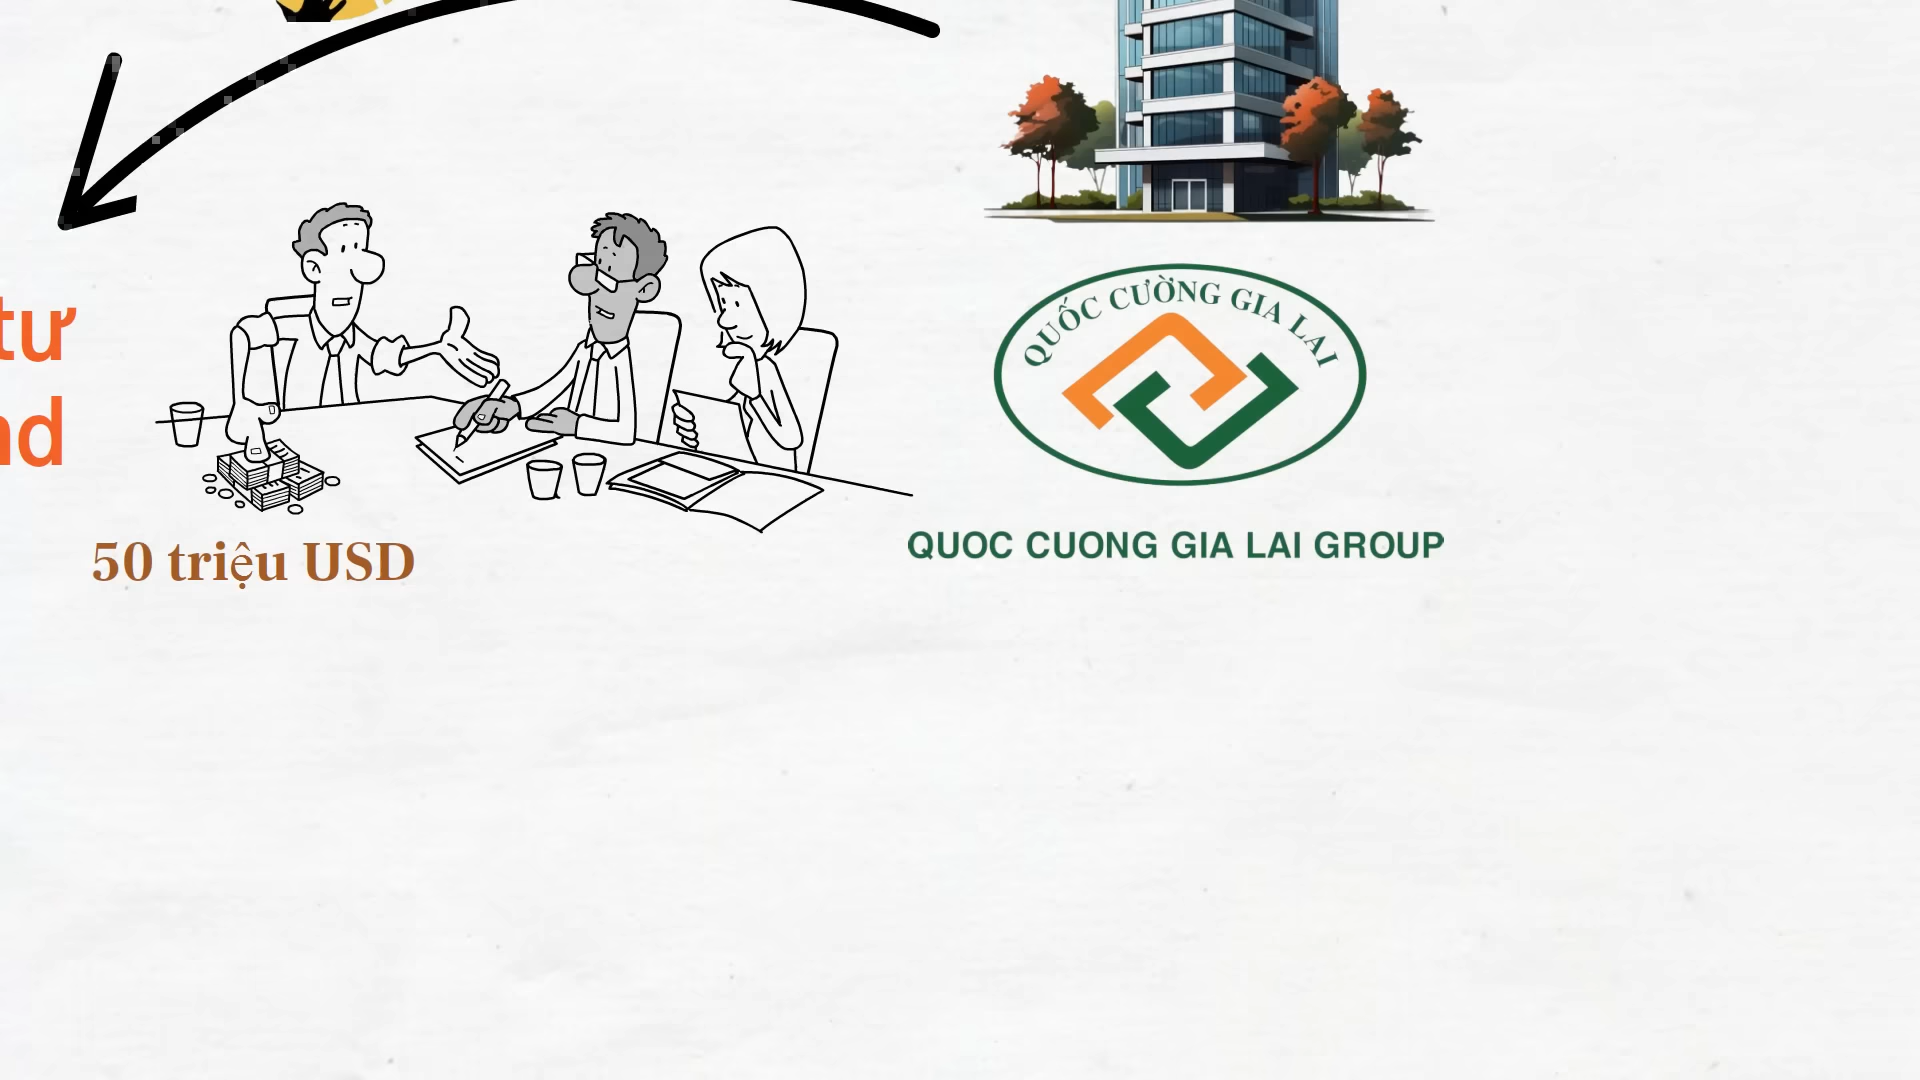 tư
nd
50 triệu USD
QUỐC CƯỜNG GIA LAI
QUOC CUONG GIA LAI GROUP